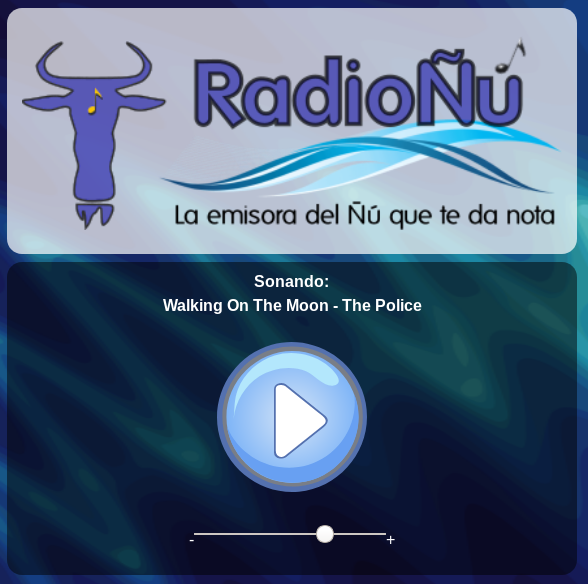 RadioÑú
La emisora del Ñú que te da nota
Sonando:
Walking On The Moon - The Police
- +